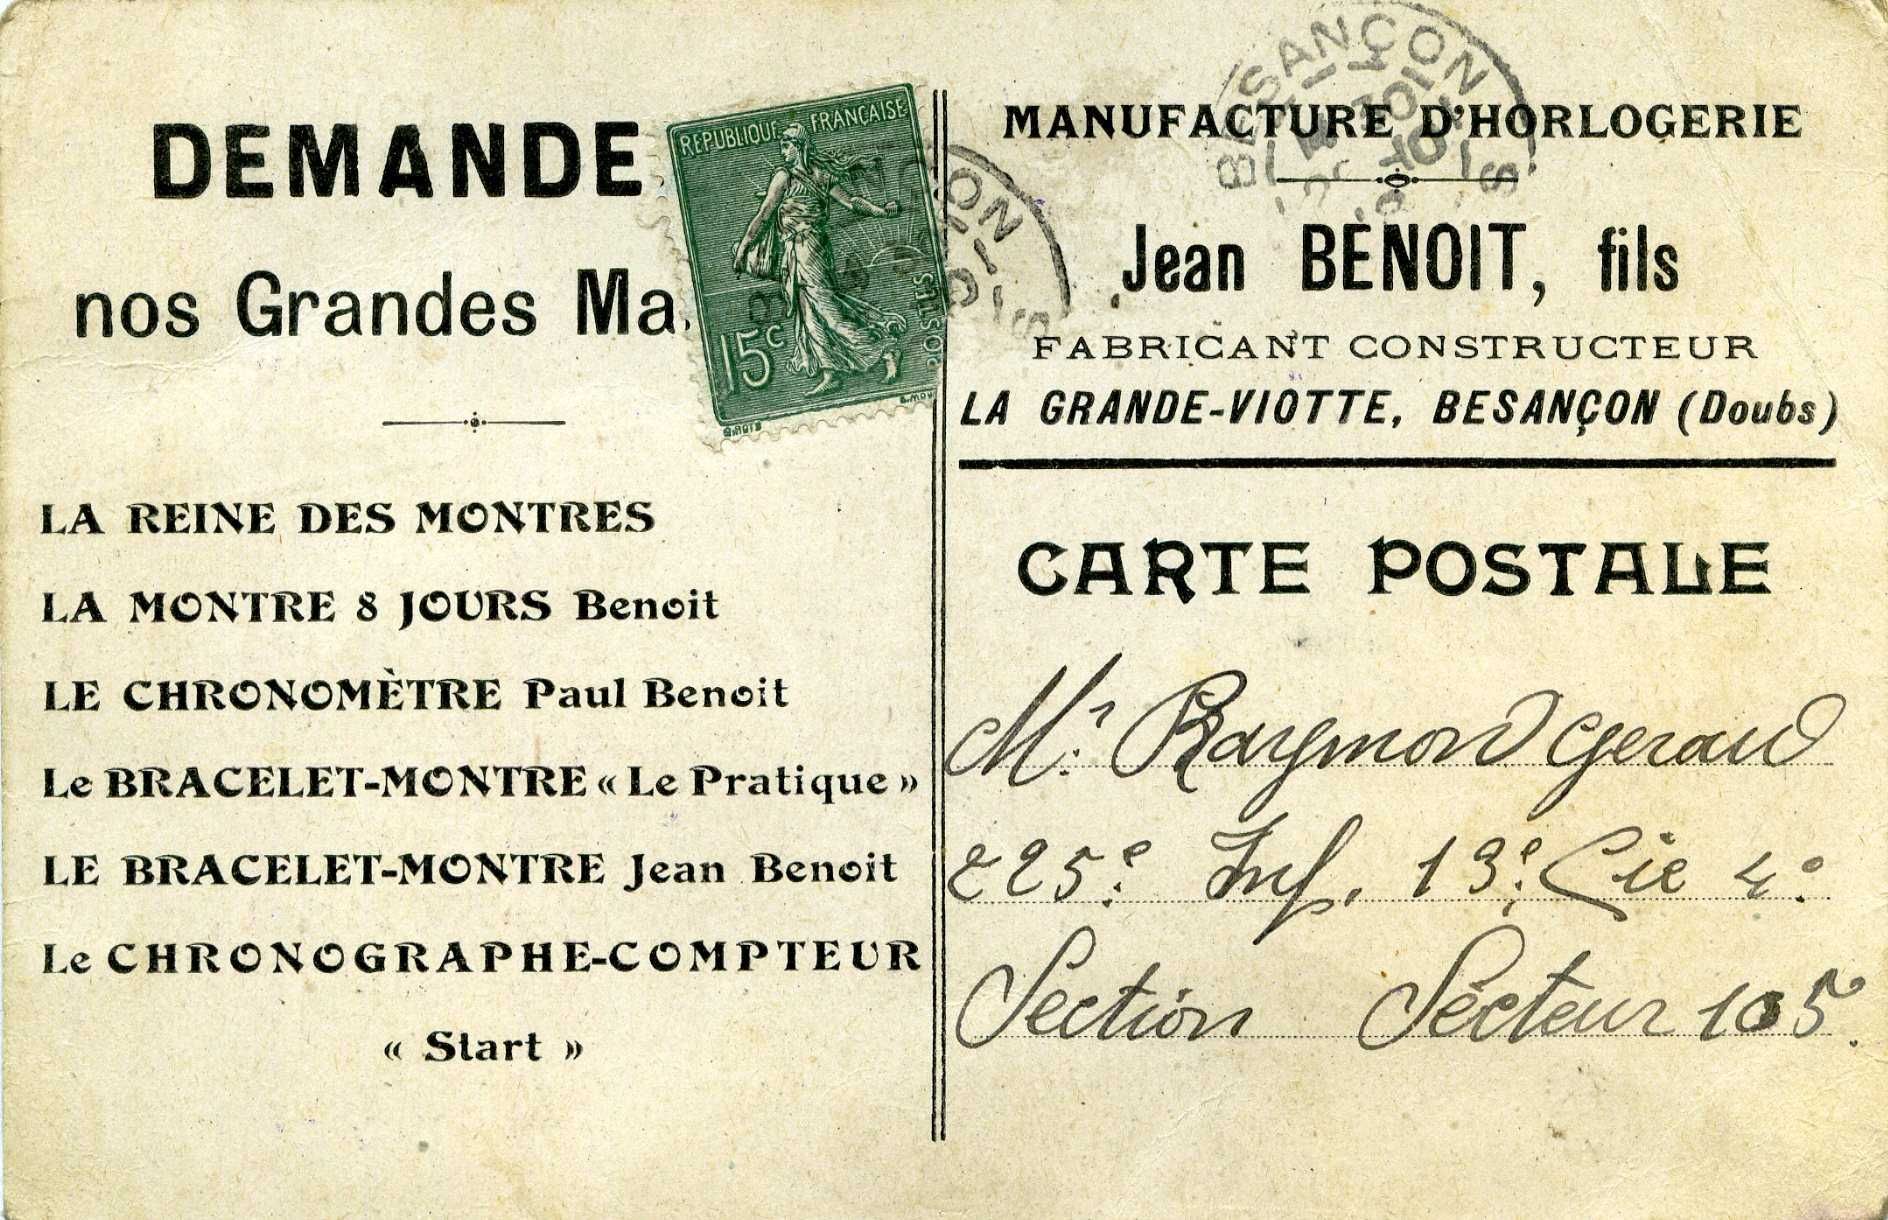 DEMANDE
nos Grandes Ma
LA REINE DES MONTRES
LA MONTRE 8 JOURS Benoit
LE CHRONOMÈTRE Paul Benoit
Le BRACELET-MONTRE « Le Pratique »
LE BRACELET-MONTRE Jean Benoit
Le CHRONOGRAPHE-COMPTEUR
« Start »
REPUBLIQUE FRANÇAISE
POSTES
15c
BESANÇON
MANUFACTURE D'HORLOGERIE
Jean BENOIT, fils
FABRICANT CONSTRUCTEUR
LA GRANDE-VIOTTE, BESANÇON (Doubs)
CARTE POSTALE
Mr. Raymond Geraud
225e Inf. 13e Cie 4e
Section Secteur 105.